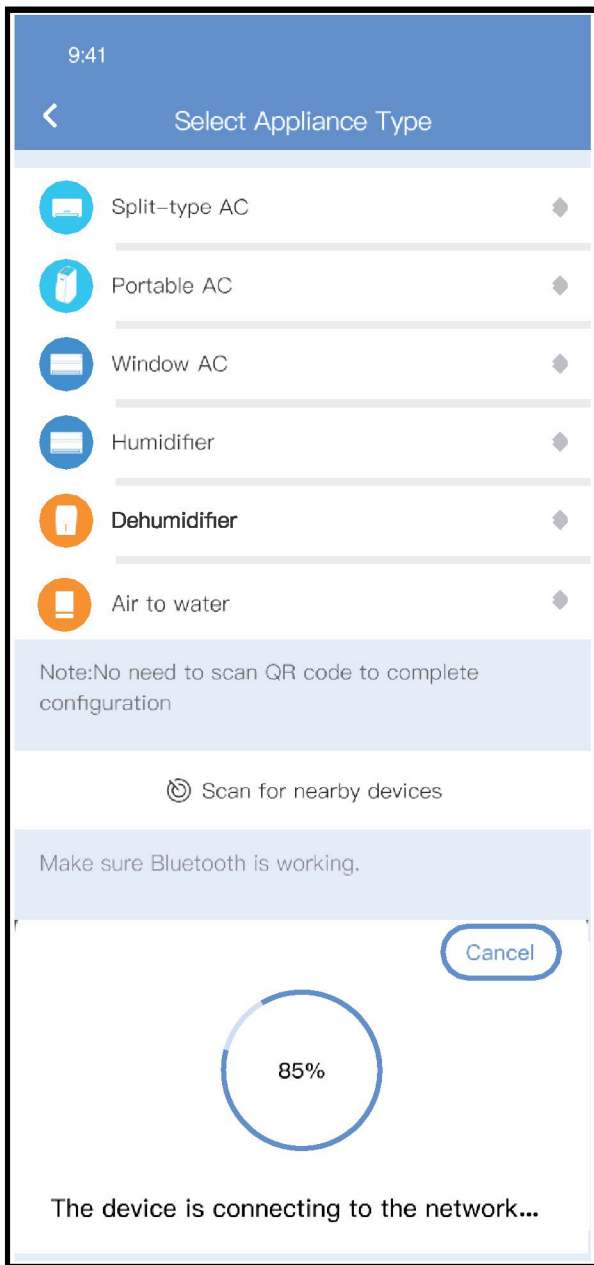 9:41
Select Appliance Type
Split-type AC
Portable AC
Window AC
Humidifier
Dehumidifier
Air to water
Note:No need to scan QR code to complete
configuration
Scan for nearby devices
Make sure Bluetooth is working.
Cancel
85%
The device is connecting to the network...